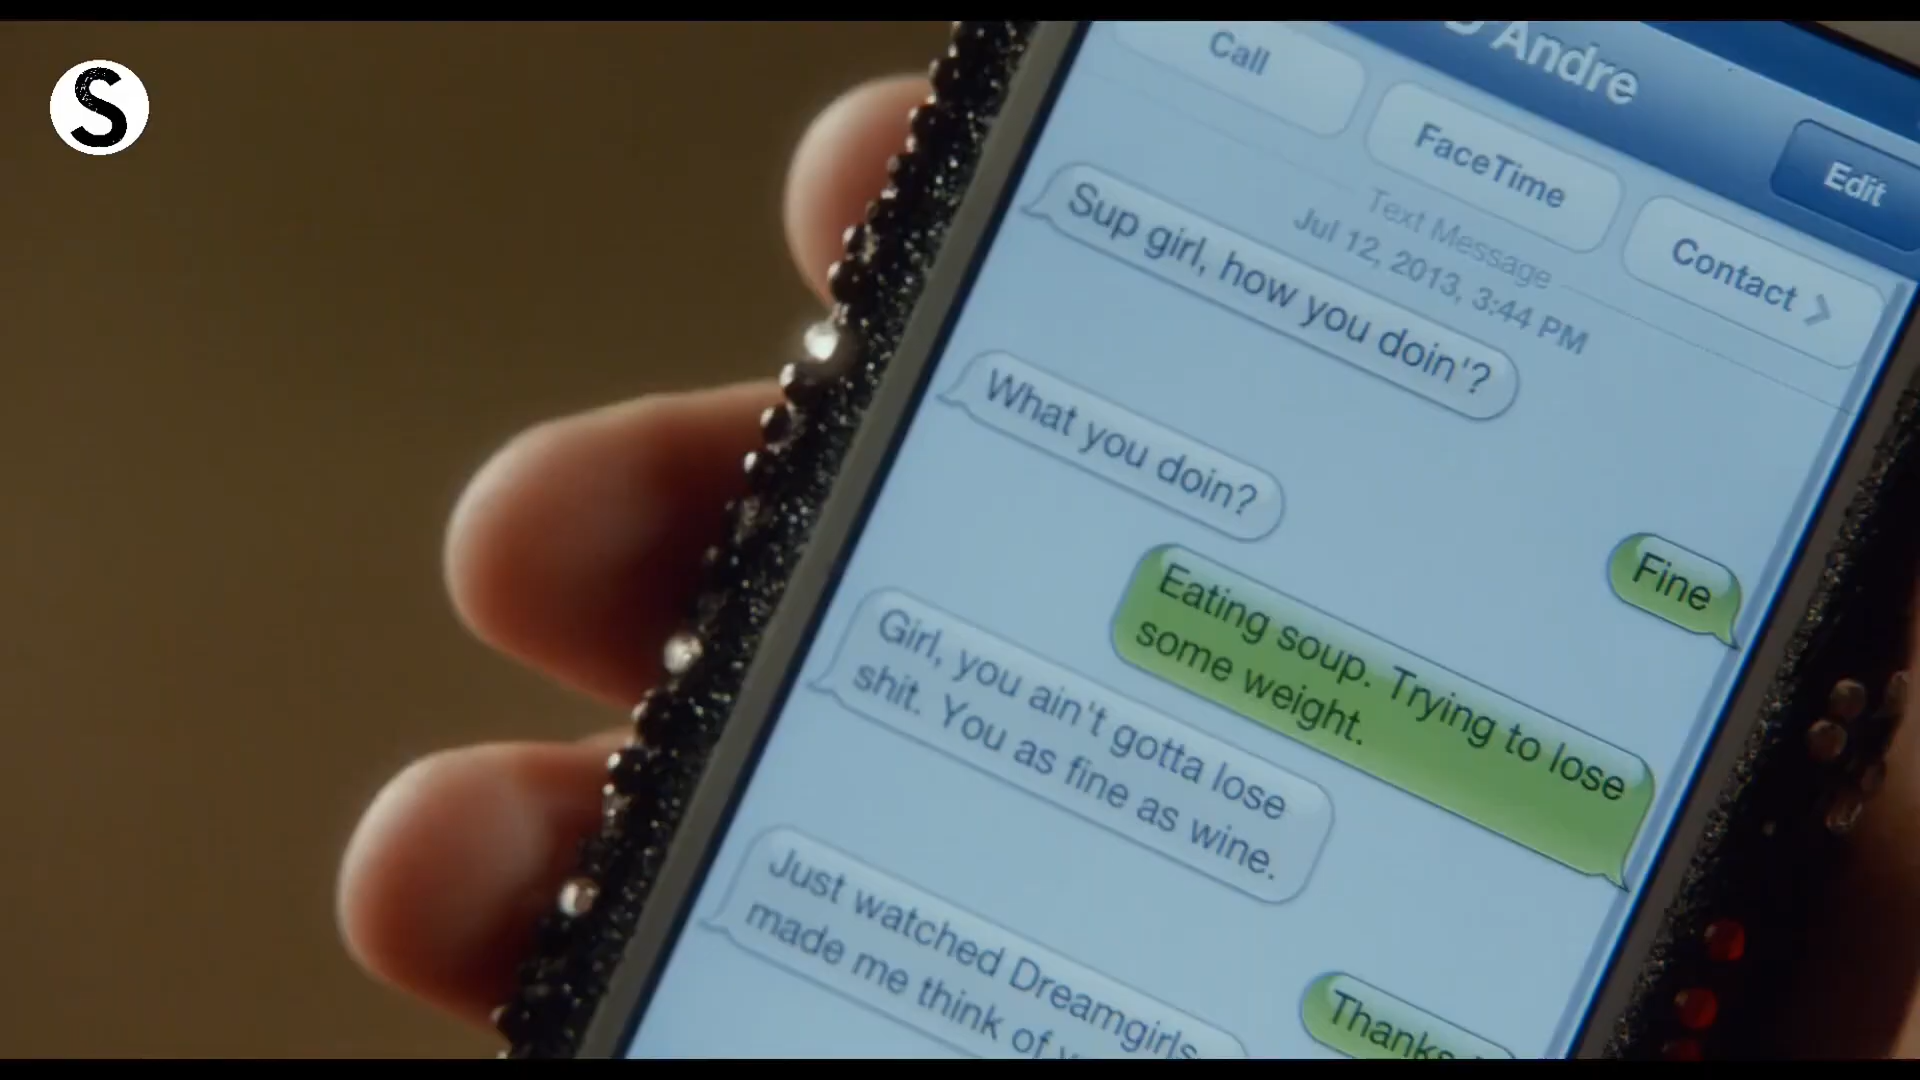 S
D'Andre
Call
FaceTime
Contact
Edit
Text Message
Jul 12, 2013, 3:44 PM
Sup girl, how you doin'?
What you doin?
Fine
Eating soup. Trying to lose
some weight.
Girl, you ain't gotta lose
shit. You as fine as wine.
Just watched Dreamgirls
made me think of
Thanks